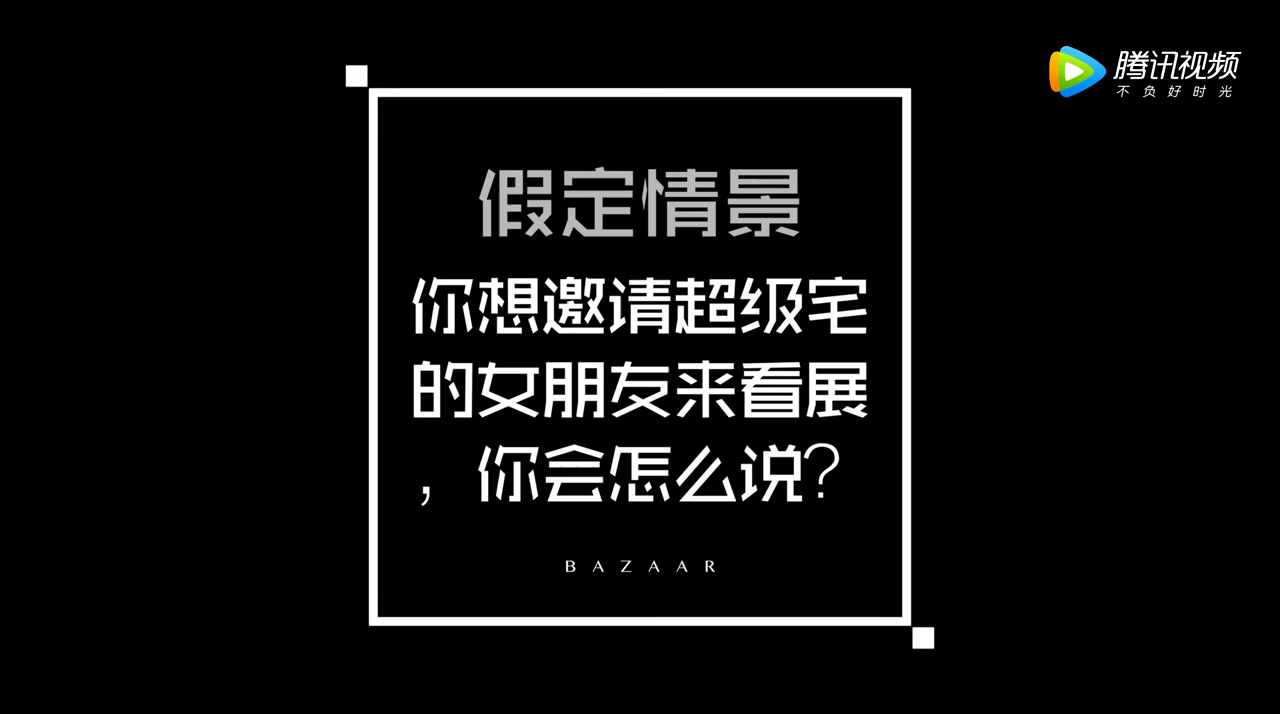 腾讯视频
不负好时光
假定情景
你想邀请超级宅
的女朋友来看展
，你会怎么说？
BAZAAR